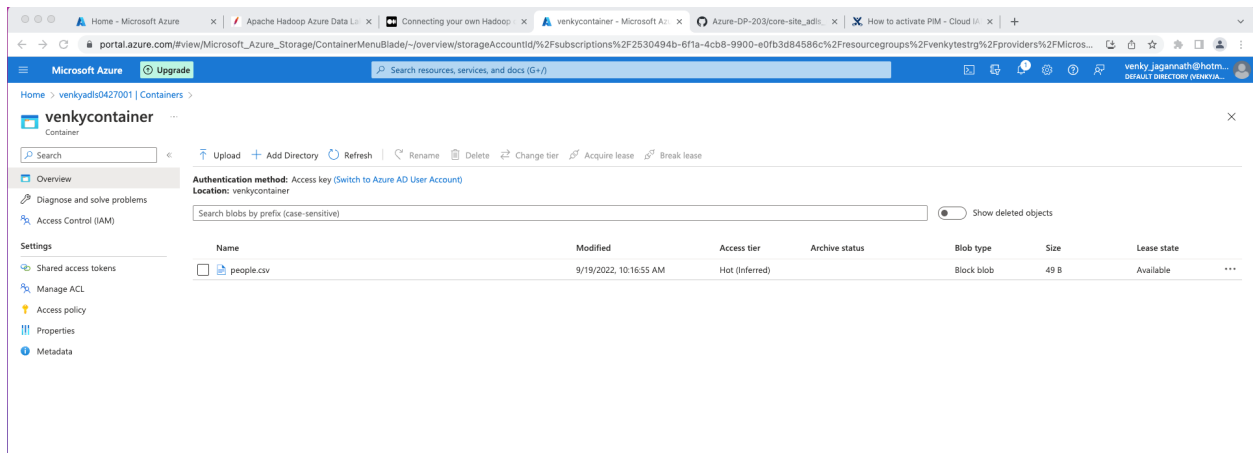 Home - Microsoft Azure
Apache Hadoop Azure Data La
Connecting your own Hadoop
venkycontainer - Microsoft Az
Azure-DP-203/core-site_adls_
How to activate PIM - Cloud IA
portal.azure.com/#view/Microsoft_Azure_Storage/ContainerMenuBlade/~/overview/storageAccountId/%2Fsubscriptions%2F2530494b-6f1a-4cb8-9900-e0fb3d84586c%2Fresourcegroups%2Fvenkytestrg%2Fproviders%2FMicros...
Microsoft Azure
Upgrade
Search resources, services, and docs (G+/)
venky_jagannath@hotm...
DEFAULT DIRECTORY (VENKYJA...
Home > venkyadls0427001 | Containers >
venkycontainer ...
Container
Search
Upload Add Directory Refresh Rename Delete Change tier Acquire lease Break lease
Overview
Diagnose and solve problems
Access Control (IAM)
Settings
Shared access tokens
Manage ACL
Access policy
Properties
Metadata
Authentication method: Access key (Switch to Azure AD User Account)
Location: venkycontainer
Search blobs by prefix (case-sensitive)
Show deleted objects
Name Modified Access tier Archive status Blob type Size Lease state
people.csv 9/19/2022, 10:16:55 AM Hot (Inferred) Block blob 49 B Available ...